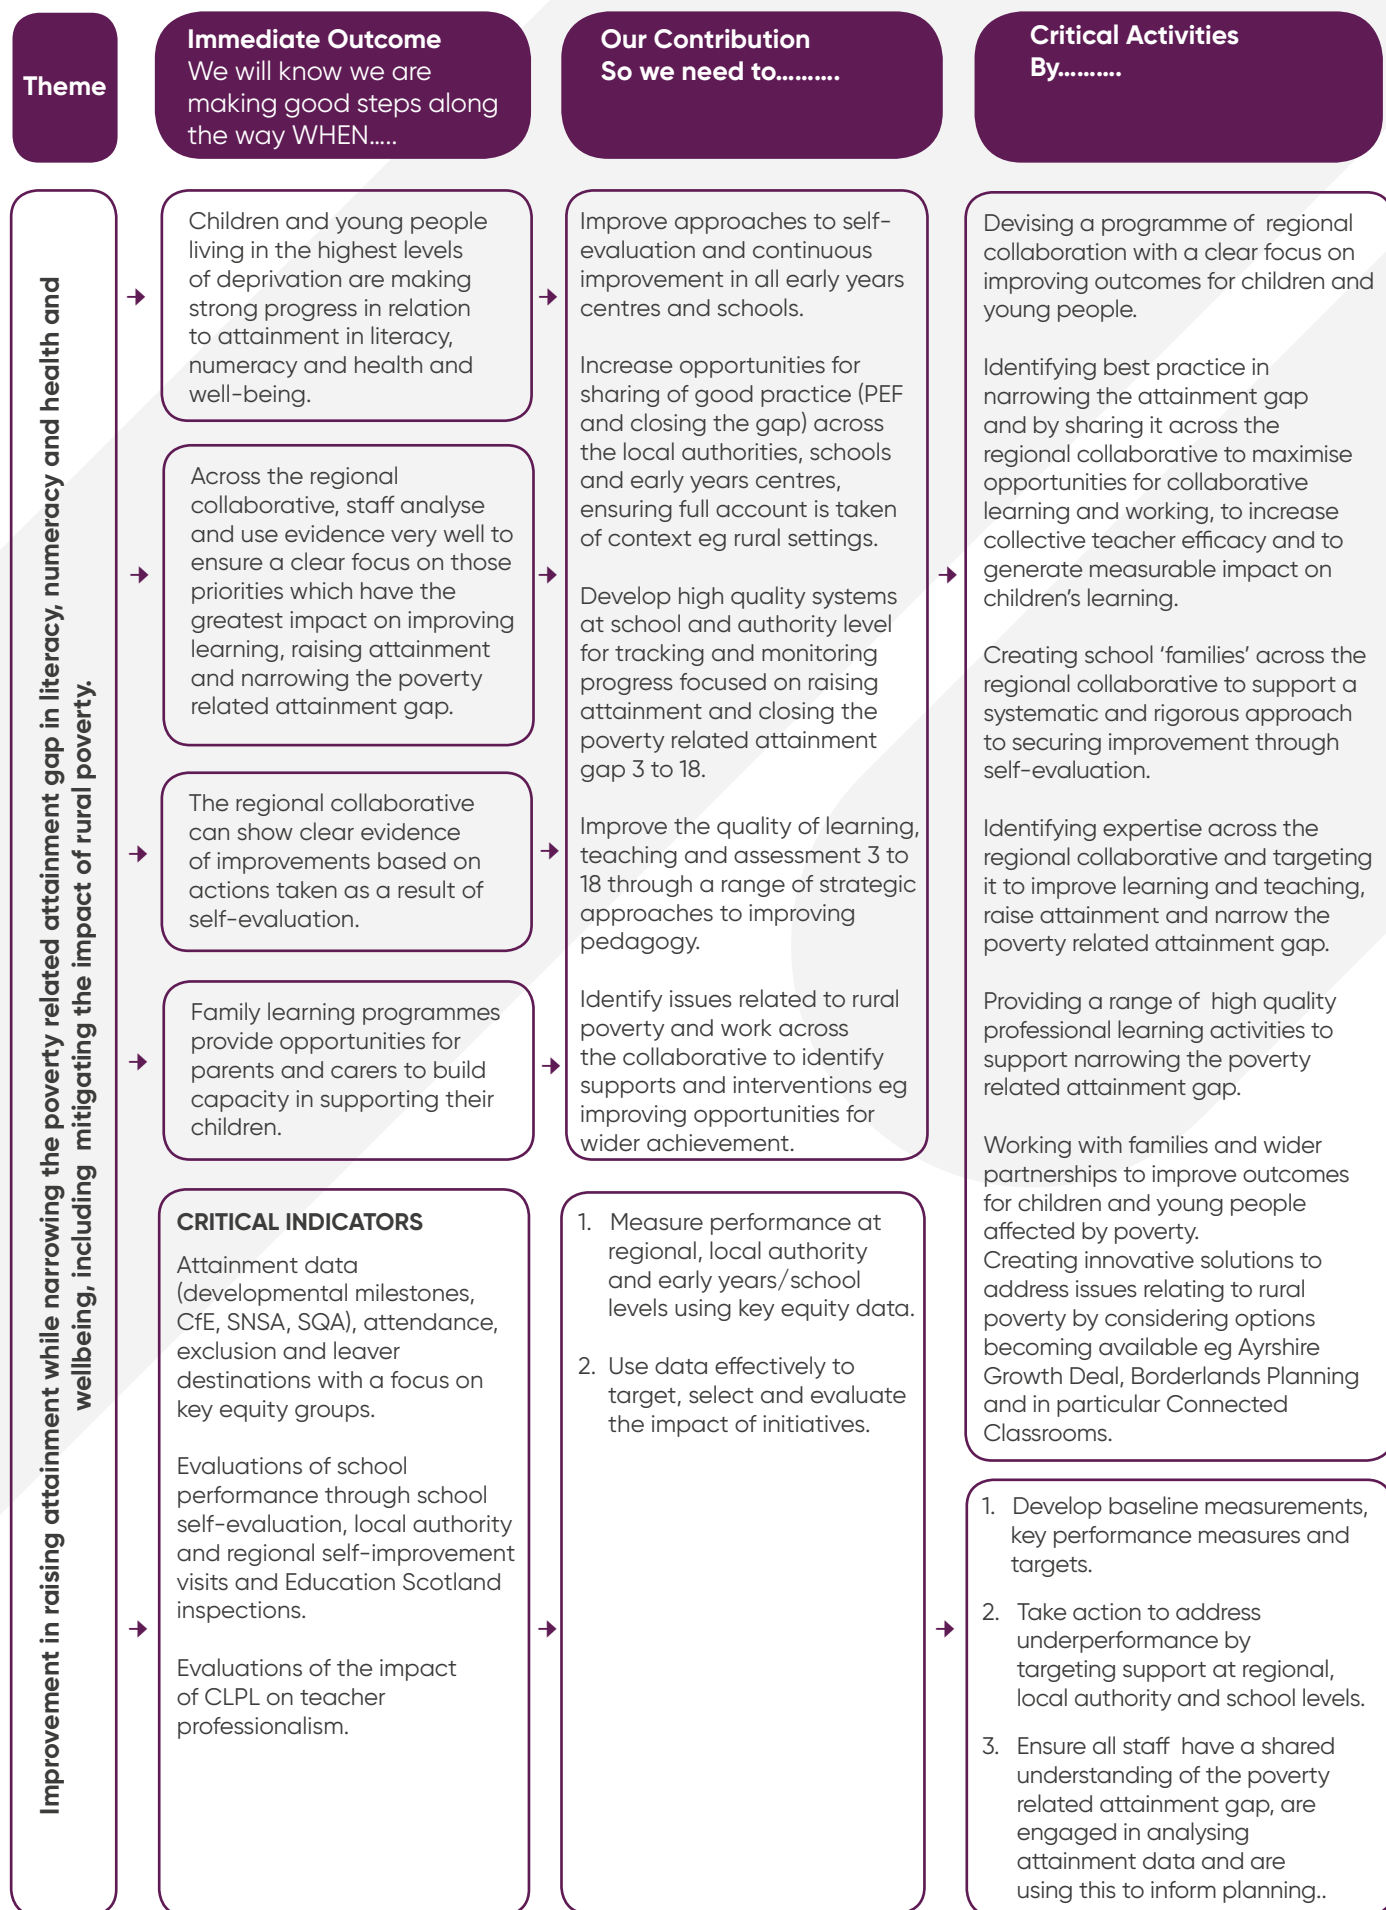 Theme
Immediate Outcome
We will know we are
making good steps along
the way WHEN.....
Our Contribution
So we need to..........
Critical Activities
By..........
Improvement in raising attainment while narrowing the poverty related attainment gap in literacy, numeracy and health and
wellbeing, including mitigating the impact of rural poverty.
Children and young people
living in the highest levels
of deprivation are making
strong progress in relation
to attainment in literacy,
numeracy and health and
well-being.
Across the regional
collaborative, staff analyse
and use evidence very well to
ensure a clear focus on those
priorities which have the
greatest impact on improving
learning, raising attainment
and narrowing the poverty
related attainment gap.
The regional collaborative
can show clear evidence
of improvements based on
actions taken as a result of
self-evaluation.
Family learning programmes
provide opportunities for
parents and carers to build
capacity in supporting their
children.
Improve approaches to self-
evaluation and continuous
improvement in all early years
centres and schools.
Increase opportunities for
sharing of good practice (PEF
and closing the gap) across
the local authorities, schools
and early years centres,
ensuring full account is taken
of context eg rural settings.
Develop high quality systems
at school and authority level
for tracking and monitoring
progress focused on raising
attainment and closing the
poverty related attainment
gap 3 to 18.
Improve the quality of learning,
teaching and assessment 3 to
18 through a range of strategic
approaches to improving
pedagogy.
Identify issues related to rural
poverty and work across
the collaborative to identify
supports and interventions eg
improving opportunities for
wider achievement.
Devising a programme of regional
collaboration with a clear focus on
improving outcomes for children and
young people.
Identifying best practice in
narrowing the attainment gap
and by sharing it across the
regional collaborative to maximise
opportunities for collaborative
learning and working, to increase
collective teacher efficacy and to
generate measurable impact on
children's learning.
Creating school 'families' across the
regional collaborative to support a
systematic and rigorous approach
to securing improvement through
self-evaluation.
Identifying expertise across the
regional collaborative and targeting
it to improve learning and teaching,
raise attainment and narrow the
poverty related attainment gap.
Providing a range of high quality
professional learning activities to
support narrowing the poverty
related attainment gap.
Working with families and wider
partnerships to improve outcomes
for children and young people
affected by poverty.
Creating innovative solutions to
address issues relating to rural
poverty by considering options
becoming available eg Ayrshire
Growth Deal, Borderlands Planning
and in particular Connected
Classrooms.
CRITICAL INDICATORS
Attainment data
(developmental milestones,
CfE, SNSA, SQA), attendance,
exclusion and leaver
destinations with a focus on
key equity groups.
Evaluations of school
performance through school
self-evaluation, local authority
and regional self-improvement
visits and Education Scotland
inspections.
Evaluations of the impact
of CLPL on teacher
professionalism.
1. Measure performance at
regional, local authority
and early years/school
levels using key equity data.
2. Use data effectively to
target, select and evaluate
the impact of initiatives.
1. Develop baseline measurements,
key performance measures and
targets.
2. Take action to address
underperformance by
targeting support at regional,
local authority and school levels.
3. Ensure all staff have a shared
understanding of the poverty
related attainment gap, are
engaged in analysing
attainment data and are
using this to inform planning..